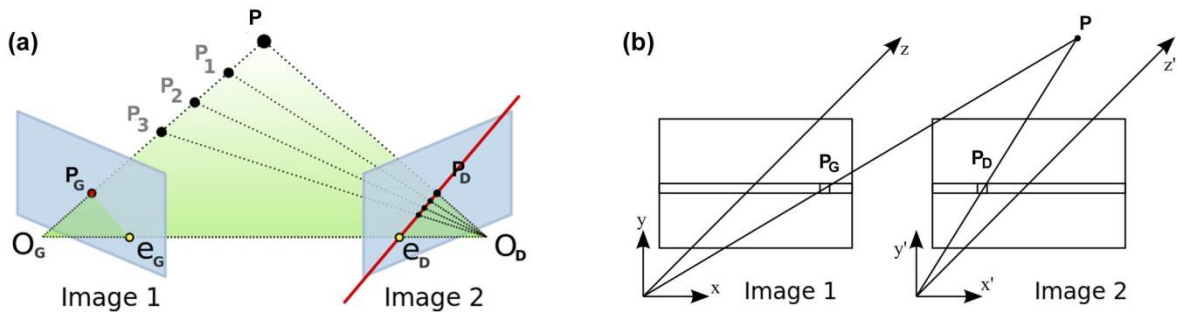 (a)
P
P1
P2
P3
PG
PD
OG
eG
eD
OD
Image 1
Image 2
(b)
P
z
z'
PG
PD
y
x
y'
x'
Image 1
Image 2